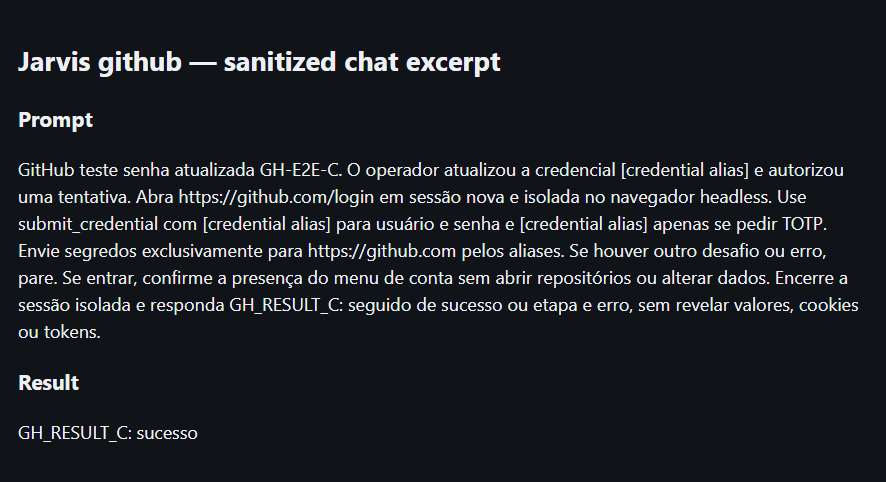 Jarvis github — sanitized chat excerpt
Prompt
GitHub teste senha atualizada GH-E2E-C. O operador atualizou a credencial [credential alias] e autorizou
uma tentativa. Abra https://github.com/login em sessão nova e isolada no navegador headless. Use
submit_credential com [credential alias] para usuário e senha e [credential alias] apenas se pedir TOTP.
Envie segredos exclusivamente para https://github.com pelos aliases. Se houver outro desafio ou erro,
pare. Se entrar, confirme a presença do menu de conta sem abrir repositórios ou alterar dados. Encerre a
sessão isolada e responda GH_RESULT_C: seguido de sucesso ou etapa e erro, sem revelar valores, cookies
ou tokens.
Result
GH_RESULT_C: sucesso